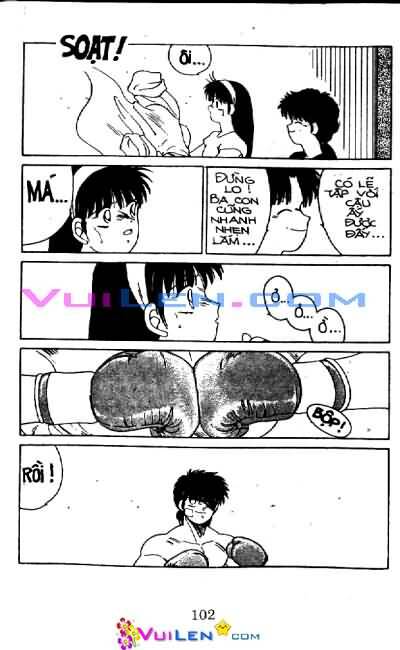 SOẠT!
ÔI...
MÁ...
ĐỪNG
LO!
BA CON
CŨNG
NHANH
NHẸN
LẮM...
CÓ LẼ
TẬP VỚI
CẬU
ẤY
ĐƯỢC
ĐẤY...
Ơ...
Ơ...
Ồ...
VuiLen.com
BỘP!
RỒI!
102
VuiLen.com